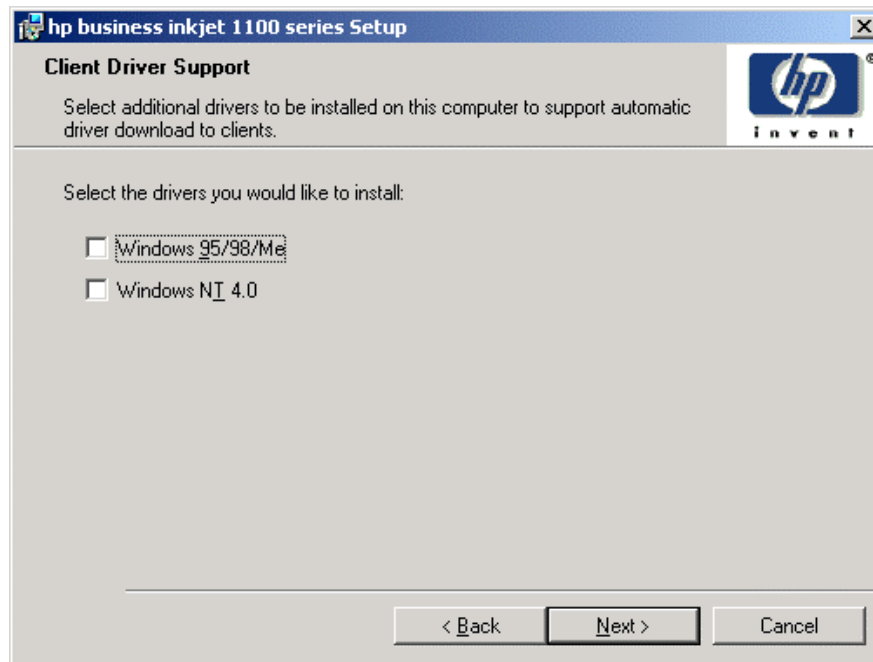 hp business inkjet 1100 series Setup
Client Driver Support
Select additional drivers to be installed on this computer to support automatic
driver download to clients.
hp
®
invent
Select the drivers you would like to install:
Windows 95/98/Me
Windows NT 4.0
< Back
Next >
Cancel